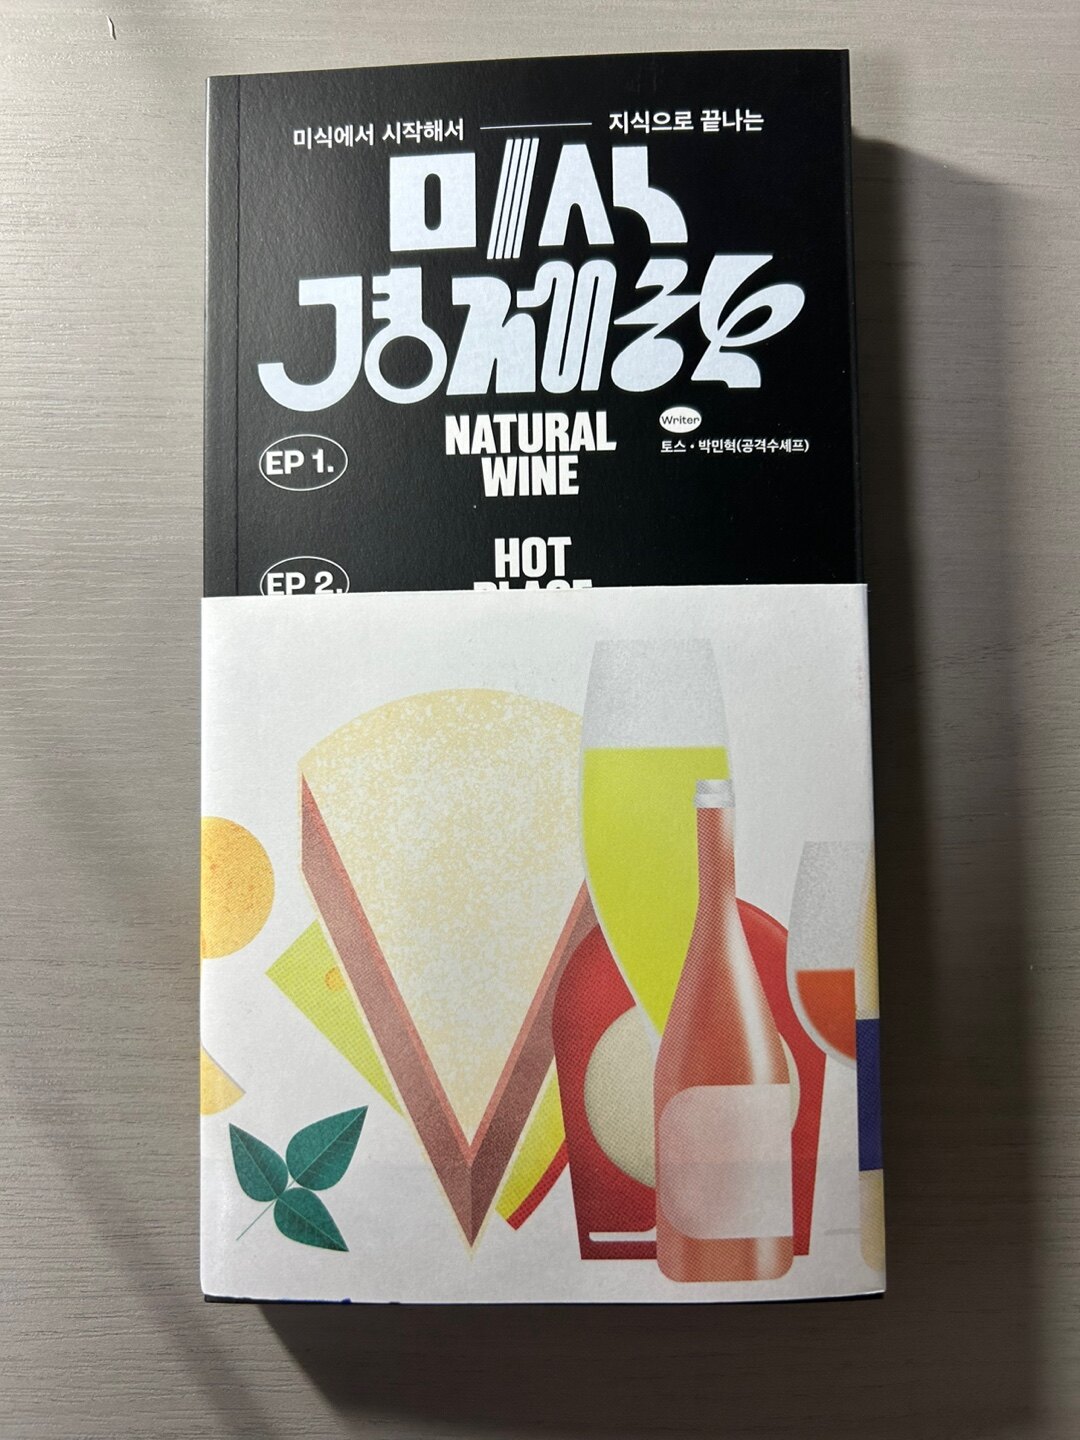 미식에서 시작해서 지식으로 끝나는
미식
경제학
Writer
토스 • 박민혁(공격수셰프)
EP 1.
NATURAL
WINE
EP 2.
HOT
PLACE